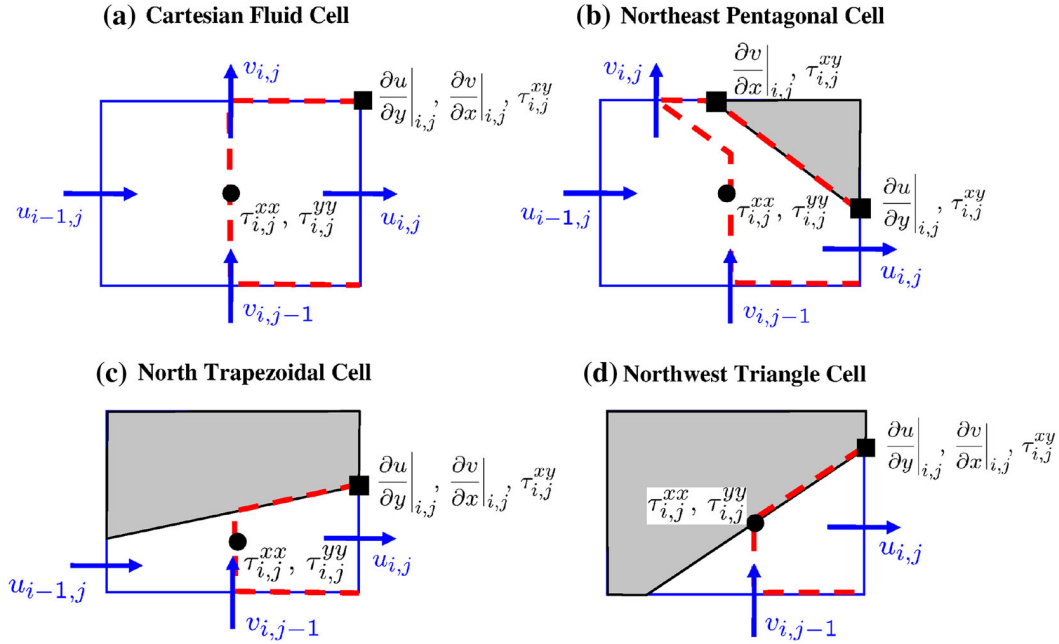 (a) Cartesian Fluid Cell
v_{i,j}
∂u/∂y|_{i,j}, ∂v/∂x|_{i,j}, τ^{xy}_{i,j}
u_{i−1,j}
τ^{xx}_{i,j}, τ^{yy}_{i,j}
u_{i,j}
v_{i,j−1}
(b) Northeast Pentagonal Cell
v_{i,j}
∂v/∂x|_{i,j}, τ^{xy}_{i,j}
u_{i−1,j}
τ^{xx}_{i,j}, τ^{yy}_{i,j}
∂u/∂y|_{i,j}, τ^{xy}_{i,j}
u_{i,j}
v_{i,j−1}
(c) North Trapezoidal Cell
∂u/∂y|_{i,j}, ∂v/∂x|_{i,j}, τ^{xy}_{i,j}
u_{i−1,j}
τ^{xx}_{i,j}, τ^{yy}_{i,j}
u_{i,j}
v_{i,j−1}
(d) Northwest Triangle Cell
∂u/∂y|_{i,j}, ∂v/∂x|_{i,j}, τ^{xy}_{i,j}
τ^{xx}_{i,j}, τ^{yy}_{i,j}
u_{i,j}
v_{i,j−1}